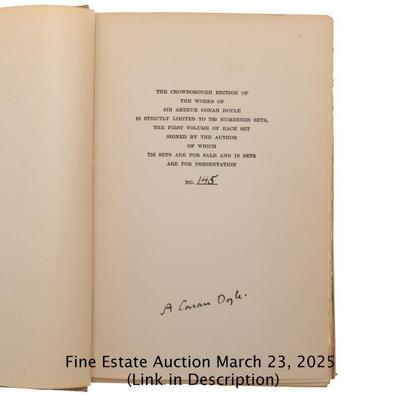 THE CROWBOROUGH EDITION OF
THE WORKS OF
SIR ARTHUR CONAN DOYLE
IS STRICTLY LIMITED TO 760 NUMBERED SETS,
THE FIRST VOLUME OF EACH SET
SIGNED BY THE AUTHOR
OF WHICH
750 SETS ARE FOR SALE AND 10 SETS
ARE FOR PRESENTATION
NO. 145
A Conan Doyle.
Fine Estate Auction March 23, 2025
(Link in Description)